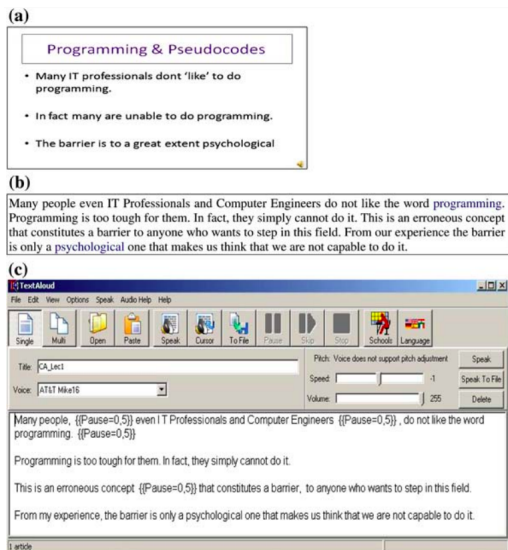 (a)
Programming & Pseudocodes
• Many IT professionals dont 'like' to do
programming.
• In fact many are unable to do programming.
• The barrier is to a great extent psychological
(b)
Many people even IT Professionals and Computer Engineers do not like the word programming.
Programming is too tough for them. In fact, they simply cannot do it. This is an erroneous concept
that constitutes a barrier to anyone who wants to step in this field. From our experience the barrier
is only a psychological one that makes us think that we are not capable to do it.
(c)
TextAloud
File Edit View Options Speak Audio Help Help
Single Multi Open Paste Speak Cursor To File Pause Skip Stop Schools Language
Title: CA_Lec1
Pitch: Voice does not support pitch adjustment
Speak
Speed: -1
Speak To File
Voice: AT&T Mike16
Volume: 255
Delete
Many people, {{Pause=0,5}} even I T Professionals and Computer Engineers {{Pause=0,5}} , do not like the word
programming. {{Pause=0,5}}
Programming is too tough for them. In fact, they simply cannot do it.
This is an erroneous concept {{Pause=0,5}} that constitutes a barrier, to anyone who wants to step in this field.
From my experience, the barrier is only a psychological one that makes us think that we are not capable to do it.
1 article